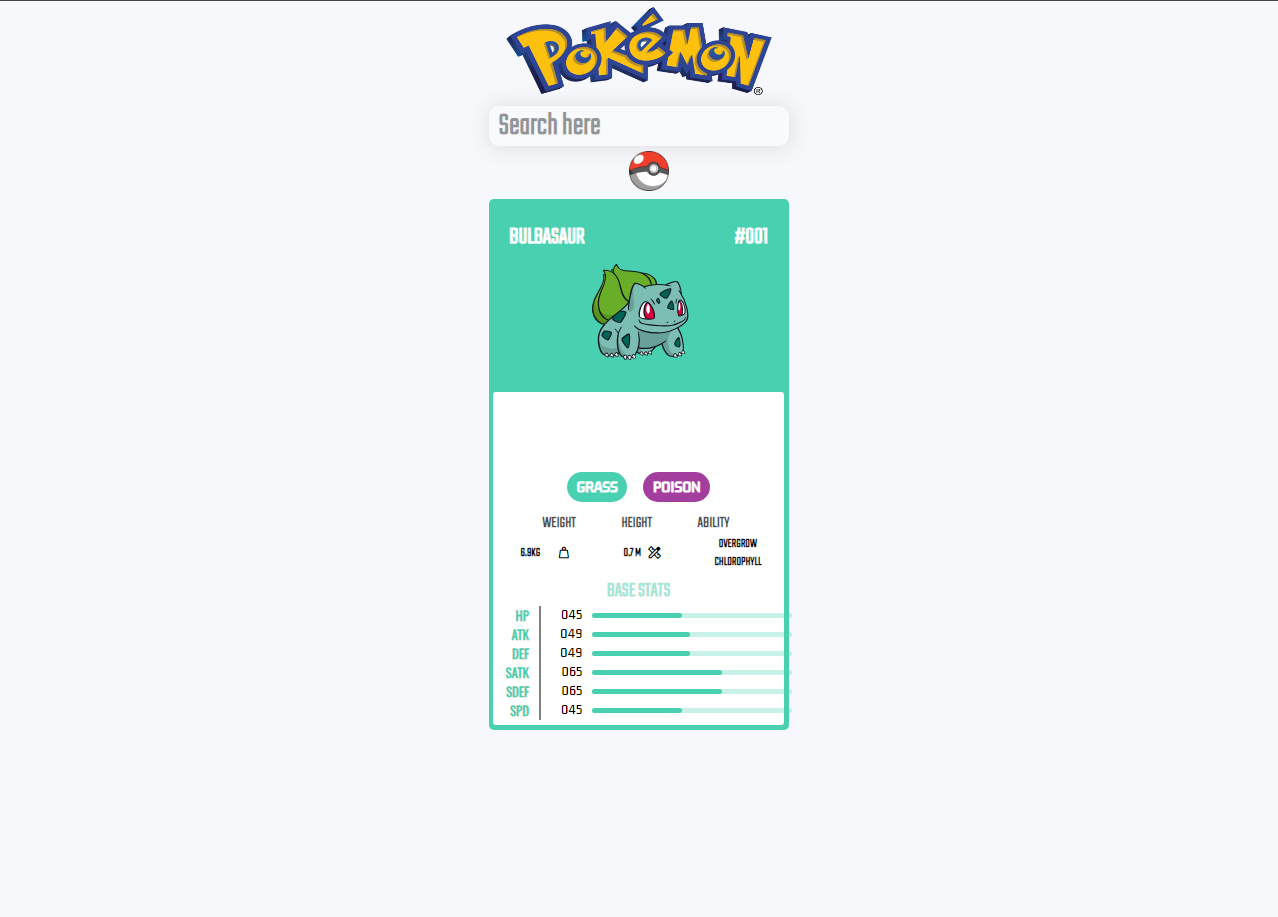 POKéMON
®
Search here
BULBASAUR #001
GRASS POISON
WEIGHT HEIGHT ABILITY
6.9KG 0.7 M OVERGROW
CHLOROPHYLL
BASE STATS
HP 045
ATK 049
DEF 049
SATK 065
SDEF 065
SPD 045